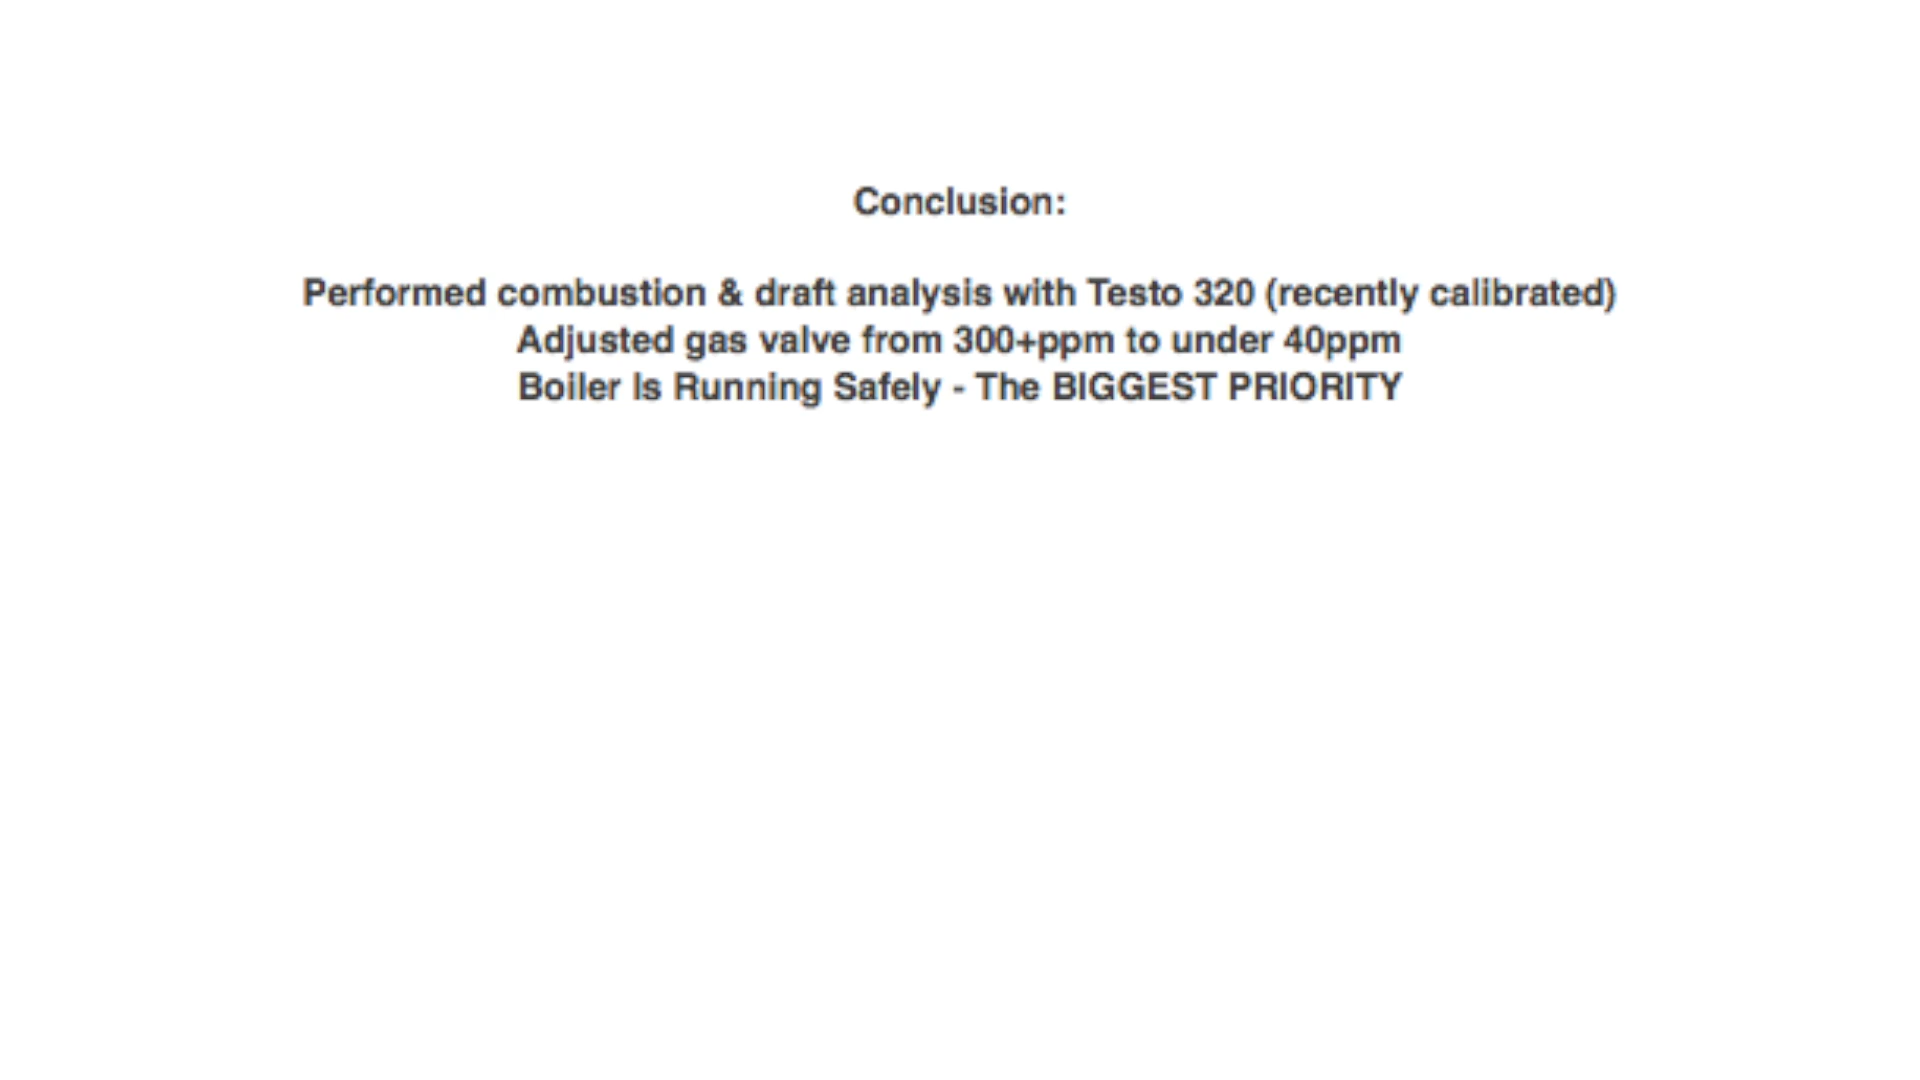 Conclusion:
Performed combustion & draft analysis with Testo 320 (recently calibrated)
Adjusted gas valve from 300+ppm to under 40ppm
Boiler Is Running Safely - The BIGGEST PRIORITY